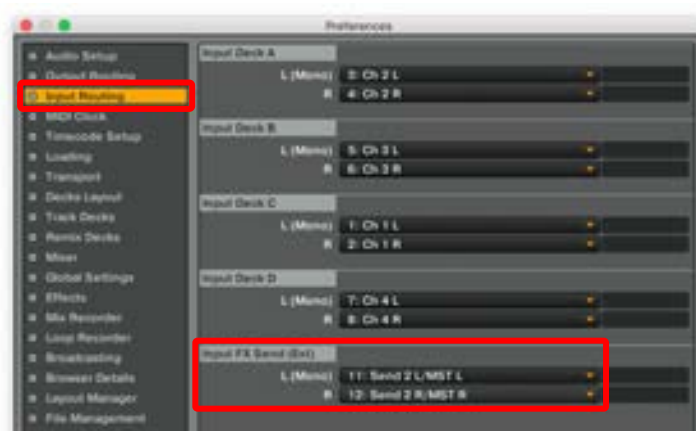 Preferences
Audio Setup
Output Routing
Input Routing
MIDI Clock
Timecode Setup
Loading
Transport
Decks Layout
Track Decks
Remix Decks
Mixer
Global Settings
Effects
Mix Recorder
Loop Recorder
Broadcasting
Browser Details
Layout Manager
File Management
Input Deck A
L (Mono) 3: Ch 2 L
R 4: Ch 2 R
Input Deck B
L (Mono) 5: Ch 3 L
R 6: Ch 3 R
Input Deck C
L (Mono) 1: Ch 1 L
R 2: Ch 1 R
Input Deck D
L (Mono) 7: Ch 4 L
R 8: Ch 4 R
Input FX Send (Ext)
L (Mono) 11: Send 2 L/MST L
R 12: Send 2 R/MST R